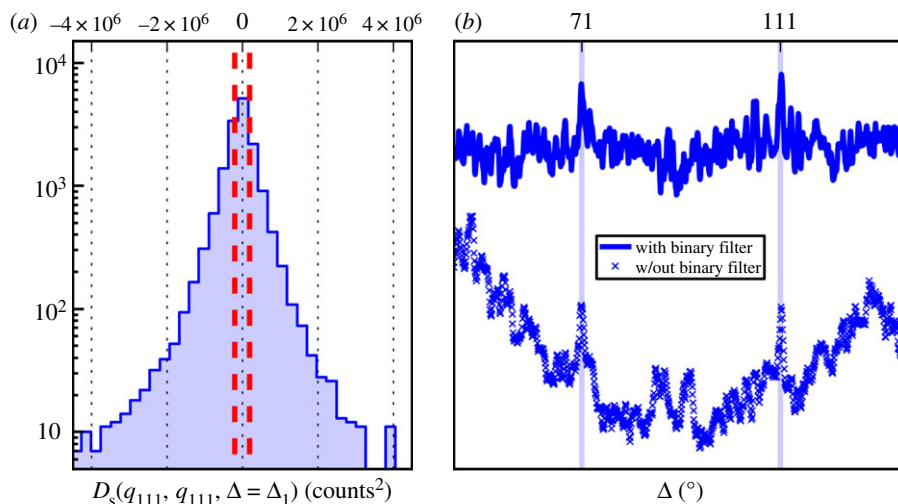 (a) −4 × 10⁶ −2 × 10⁶ 0 2 × 10⁶ 4 × 10⁶
(b) 71 111
10⁴
10³
10²
10
with binary filter
w/out binary filter
Dₛ(q₁₁₁, q₁₁₁, Δ = Δ₁) (counts²)
Δ (°)